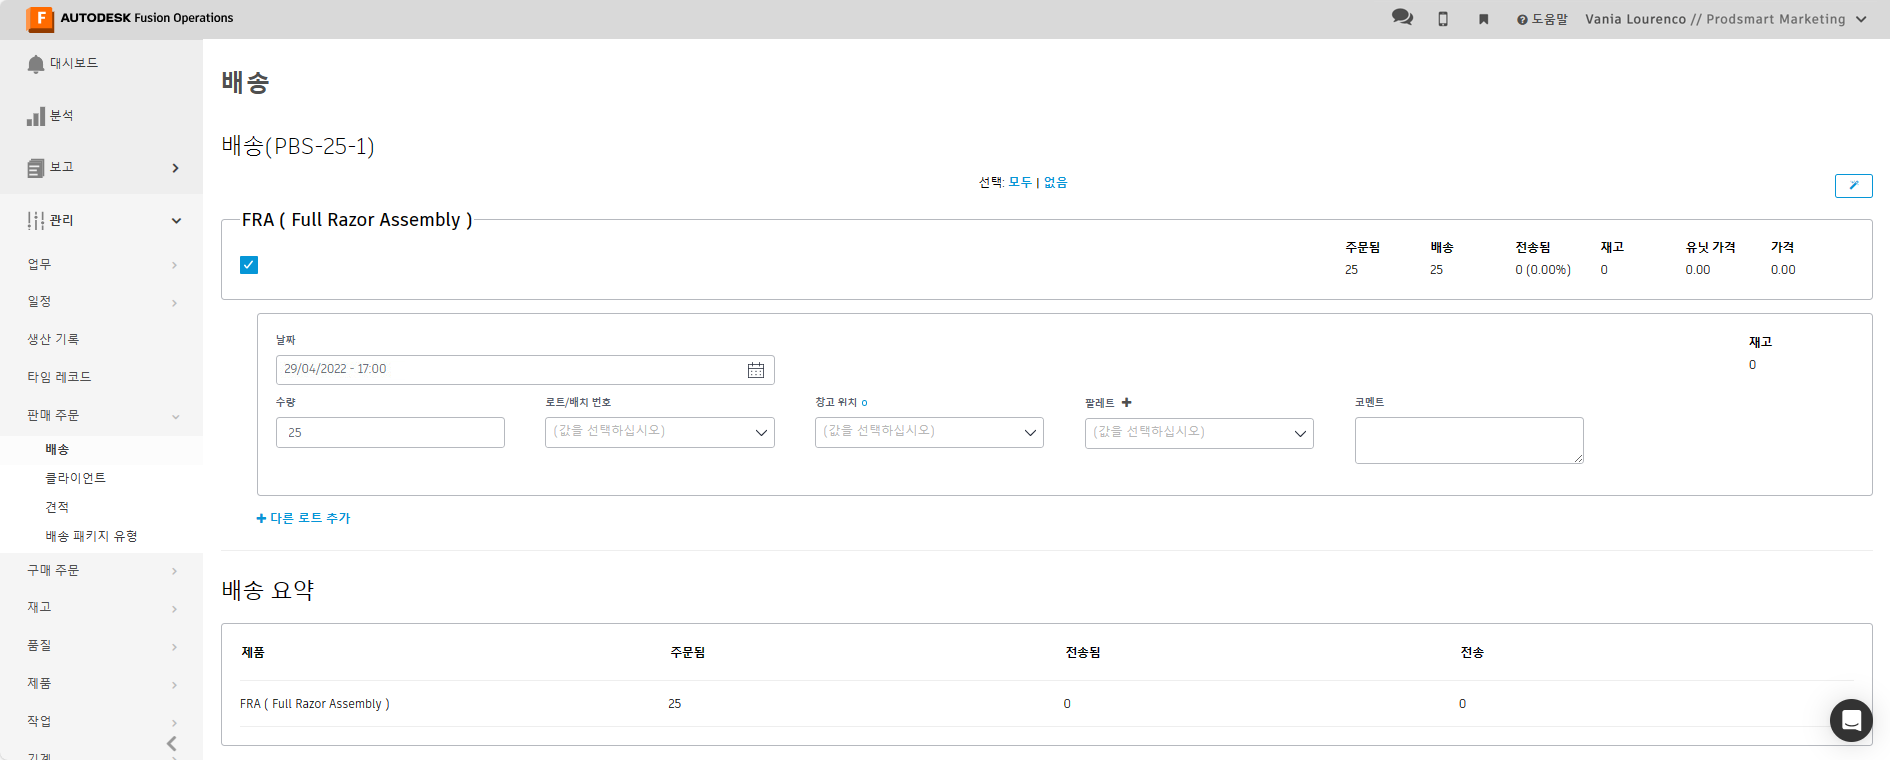 AUTODESK Fusion Operations
도움말
Vania Lourenco // Prodsmart Marketing
대시보드
분석
보고
관리
업무
일정
생산 기록
타임 레코드
판매 주문
배송
클라이언트
견적
배송 패키지 유형
구매 주문
재고
품질
제품
작업
기계
배송
배송(PBS-25-1)
선택: 모두 | 없음
FRA ( Full Razor Assembly )
주문됨 배송 전송됨 재고 유닛 가격 가격
25 25 0 (0.00%) 0 0.00 0.00
날짜
29/04/2022 - 17:00
재고
0
수량 로트/배치 번호 창고 위치 팔레트 코멘트
25 (값을 선택하십시오) (값을 선택하십시오) (값을 선택하십시오)
다른 로트 추가
배송 요약
제품 주문됨 전송됨 전송
FRA ( Full Razor Assembly ) 25 0 0